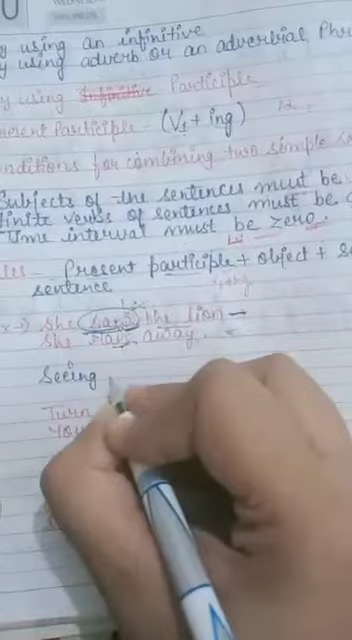 by using an infinitive
by using adverb or an adverbial Phr
by using Infinitive Participle
Present Participle - (V1 + ing)
conditions for combining two simple
Subjects of the sentences must be
finite verbs of sentences must be
Time interval must be zero.
Present participle + object + s
sentence
She saw the lion -
She away.
Seeing
Turn
You